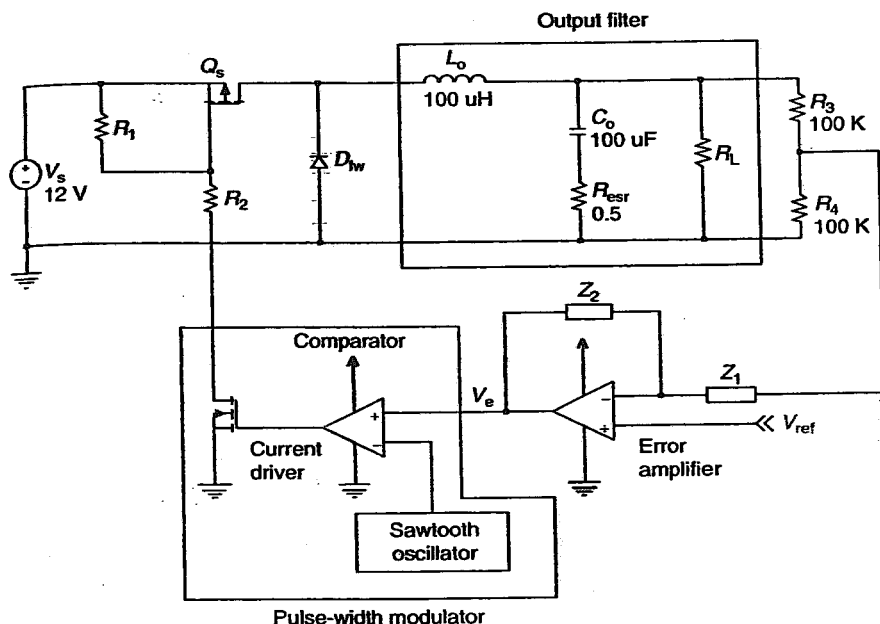 Output filter
Qs
Lo
100 uH
R1
R2
Vs
12 V
Dfw
Co
100 uF
Resr
0.5
RL
R3
100 K
R4
100 K
Z2
Z1
Comparator
Ve
Vref
Error
amplifier
Current
driver
Sawtooth
oscillator
Pulse-width modulator